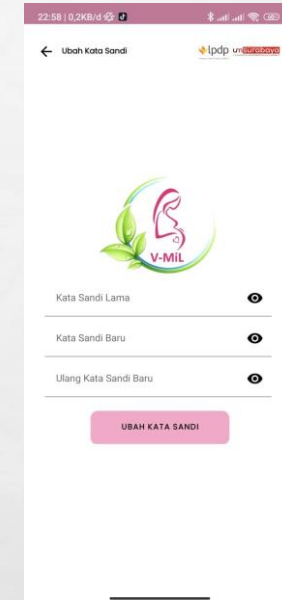 22:58 | 0,2KB/d
Ubah Kata Sandi
lpdp
umsurabaya
V-MiL
Kata Sandi Lama
Kata Sandi Baru
Ulang Kata Sandi Baru
UBAH KATA SANDI